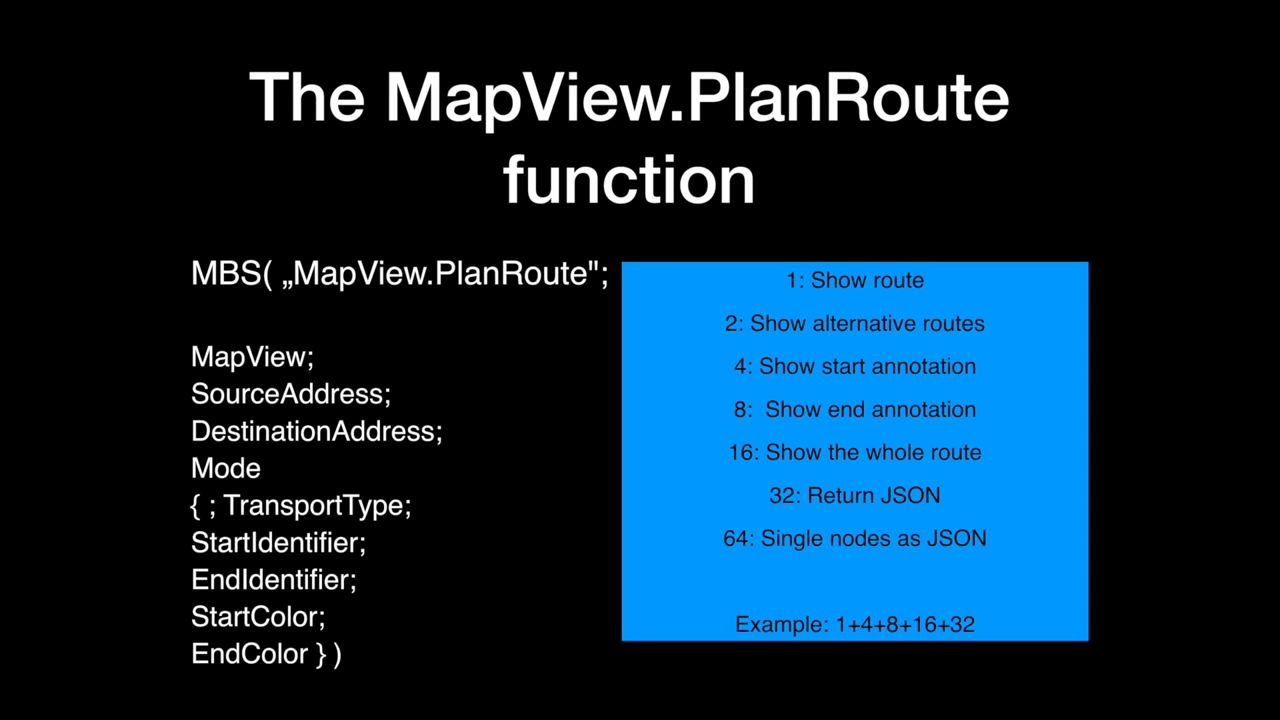 The MapView.PlanRoute
function
MBS( „MapView.PlanRoute";
MapView;
SourceAddress;
DestinationAddress;
Mode
{ ; TransportType;
StartIdentifier;
EndIdentifier;
StartColor;
EndColor } )
1: Show route
2: Show alternative routes
4: Show start annotation
8:  Show end annotation
16: Show the whole route
32: Return JSON
64: Single nodes as JSON
Example: 1+4+8+16+32